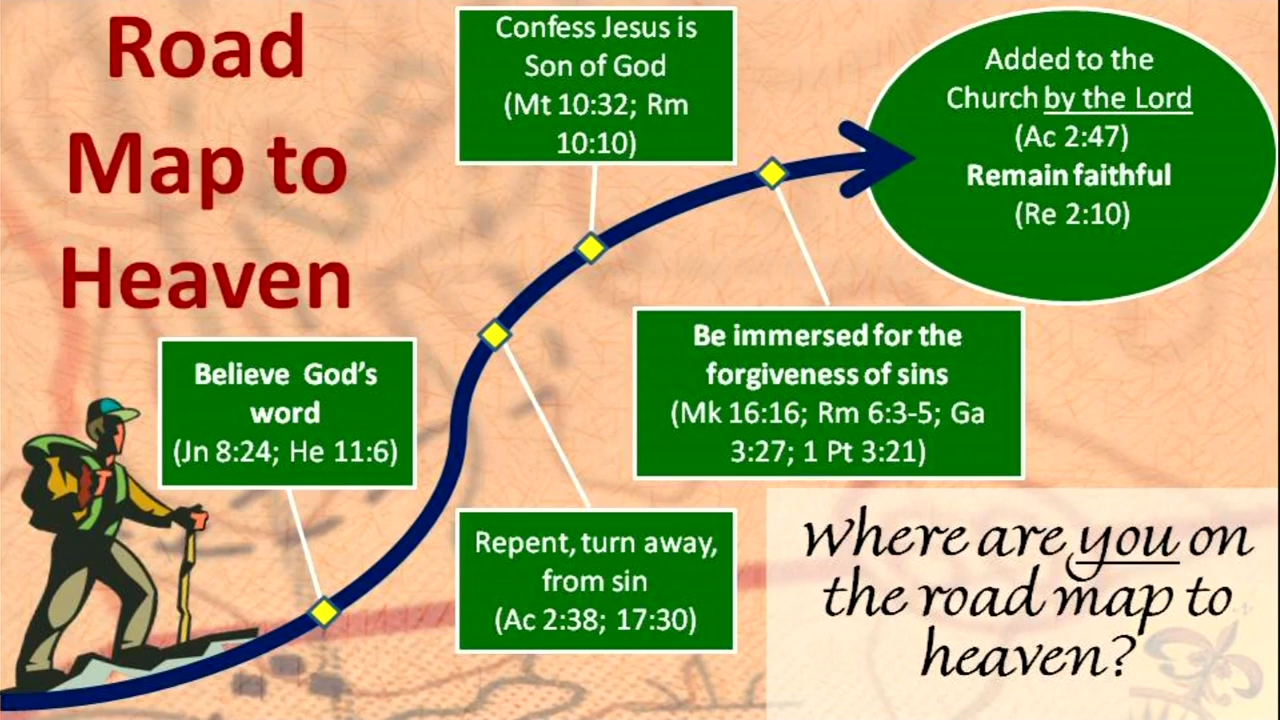 Road
Map to
Heaven
Confess Jesus is
Son of God
(Mt 10:32; Rm
10:10)
Added to the
Church by the Lord
(Ac 2:47)
Remain faithful
(Re 2:10)
Believe God's
word
(Jn 8:24; He 11:6)
Be immersed for the
forgiveness of sins
(Mk 16:16; Rm 6:3-5; Ga
3:27; 1 Pt 3:21)
Repent, turn away,
from sin
(Ac 2:38; 17:30)
Where are you on
the road map to
heaven?